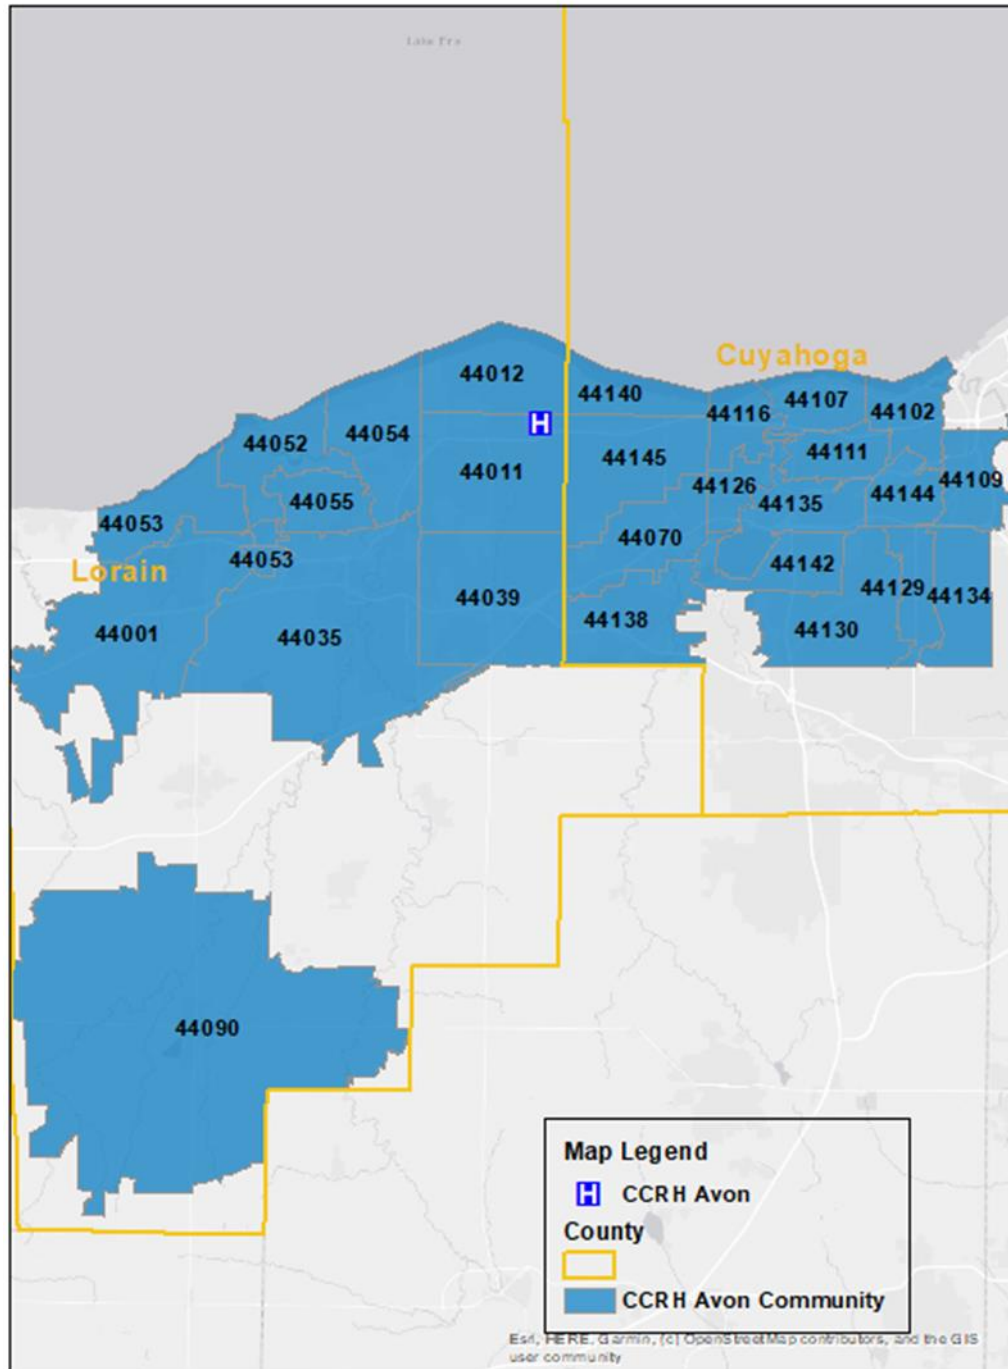 Lake Erie
Cuyahoga
44012
44140
44107
44116
44102
44052
44054
44011
44145
44111
44126
44109
44055
44135
44144
44053
44070
44053
44142
Lorain
44039
44129
44134
44001
44035
44138
44130
44090
Map Legend
H CCRH Avon
County
CCRH Avon Community
Esri, HERE, Garmin, (c) OpenStreetMap contributors, and the GIS
user community
H